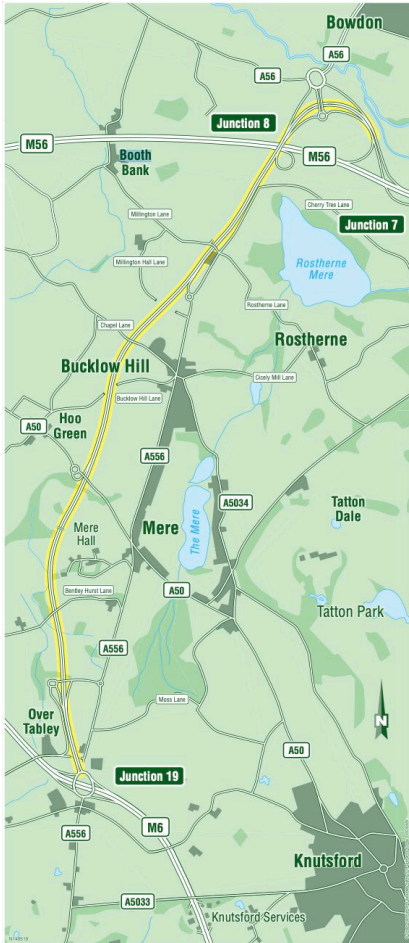 Bowdon
A56
A56
Junction 8
M56
Booth
Bank
M56
Cherry Tree Lane
Millington Lane
Junction 7
Millington Hall Lane
Rostherne
Mere
Rostherne Lane
Chapel Lane
Rostherne
Bucklow Hill
Cicely Mill Lane
Bucklow Hill Lane
A50
Hoo
Green
A556
A5034
Tatton
Dale
Mere
The Mere
Mere
Hall
A50
Bentley Hurst Lane
Tatton Park
A556
Moss Lane
Over
Tabley
N
A50
Junction 19
M6
A556
Knutsford
A5033
Knutsford Services